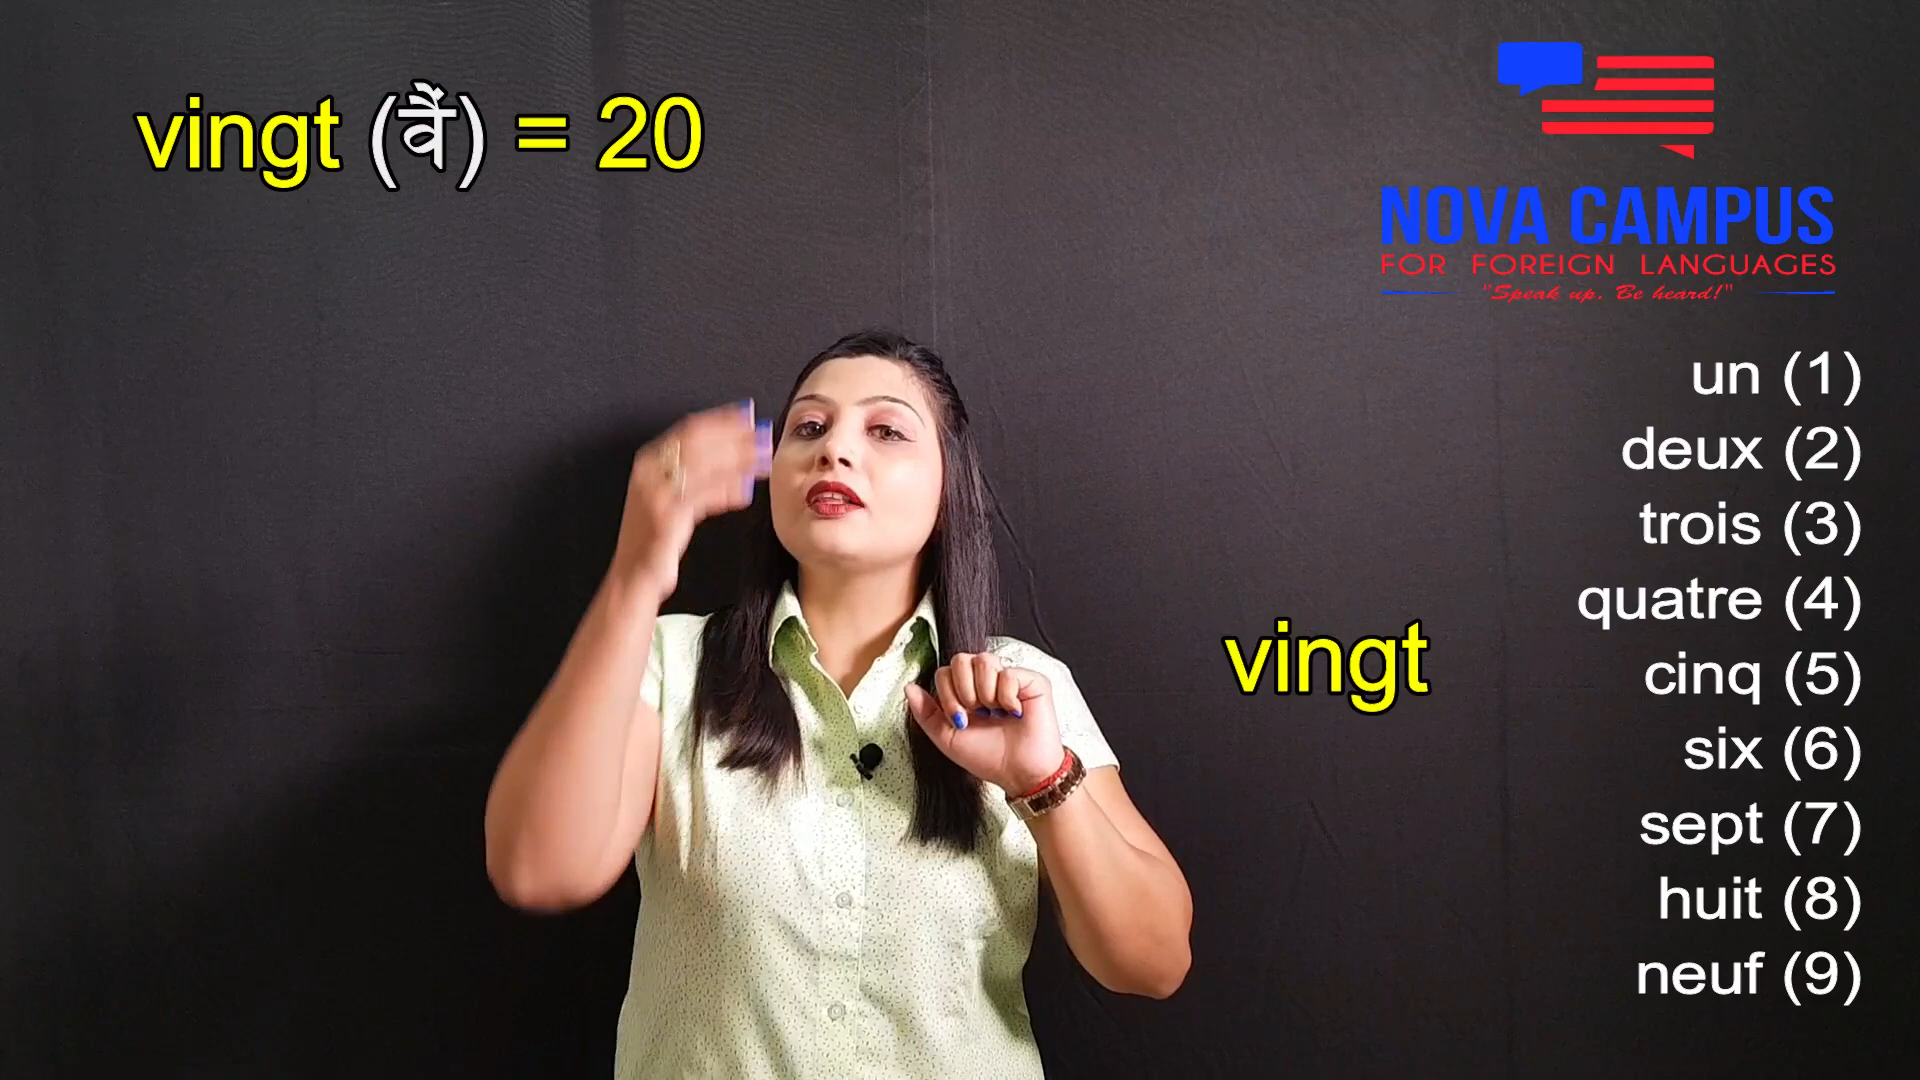 vingt (वैं) = 20
NOVA CAMPUS
FOR FOREIGN LANGUAGES
"Speak up. Be heard!"
un (1)
deux (2)
trois (3)
quatre (4)
vingt
cinq (5)
six (6)
sept (7)
huit (8)
neuf (9)